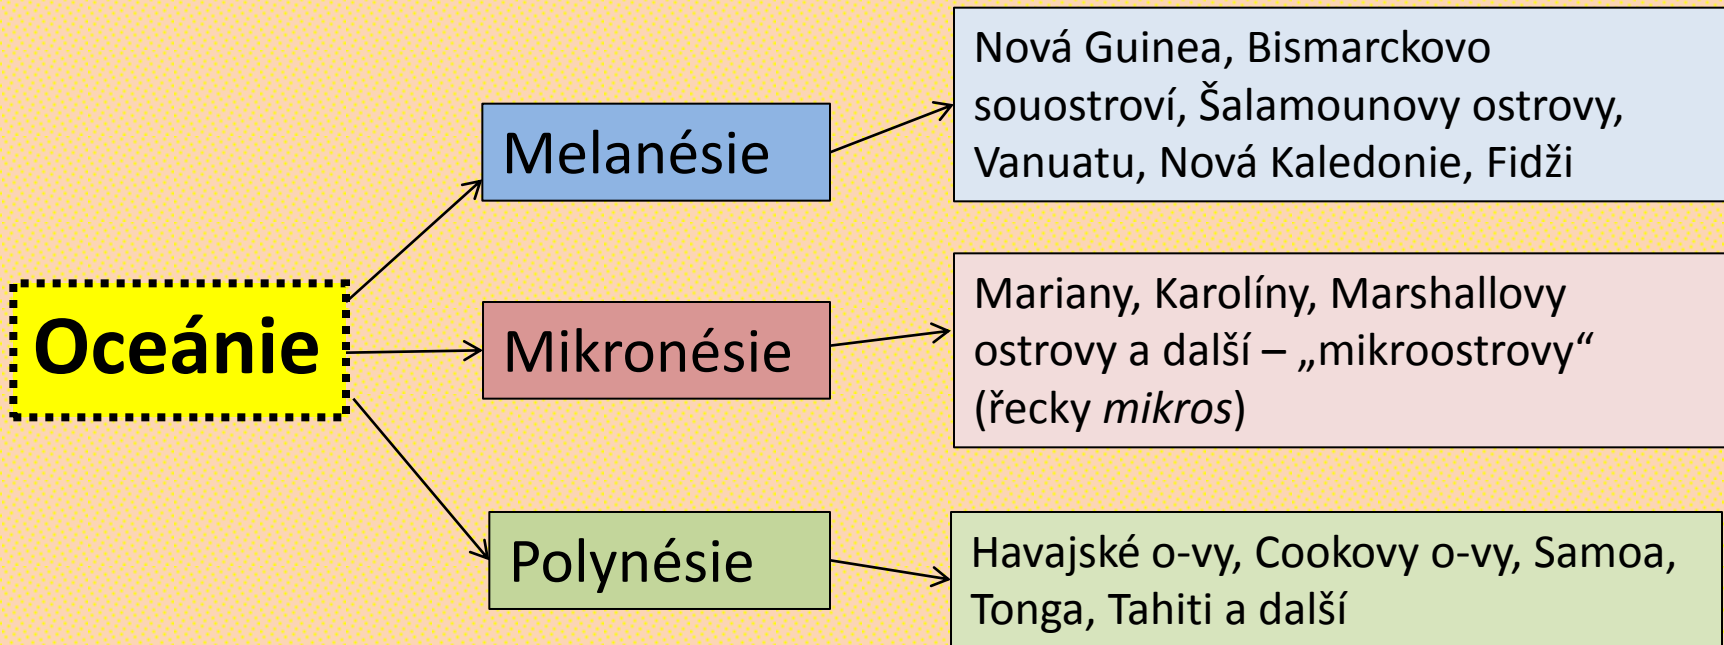 Oceánie
Melanésie
Nová Guinea, Bismarckovo
souostroví, Šalamounovy ostrovy,
Vanuatu, Nová Kaledonie, Fidži
Mikronésie
Mariany, Karolíny, Marshallovy
ostrovy a další – „mikroostrovy“
(řecky mikros)
Polynésie
Havajské o-vy, Cookovy o-vy, Samoa,
Tonga, Tahiti a další